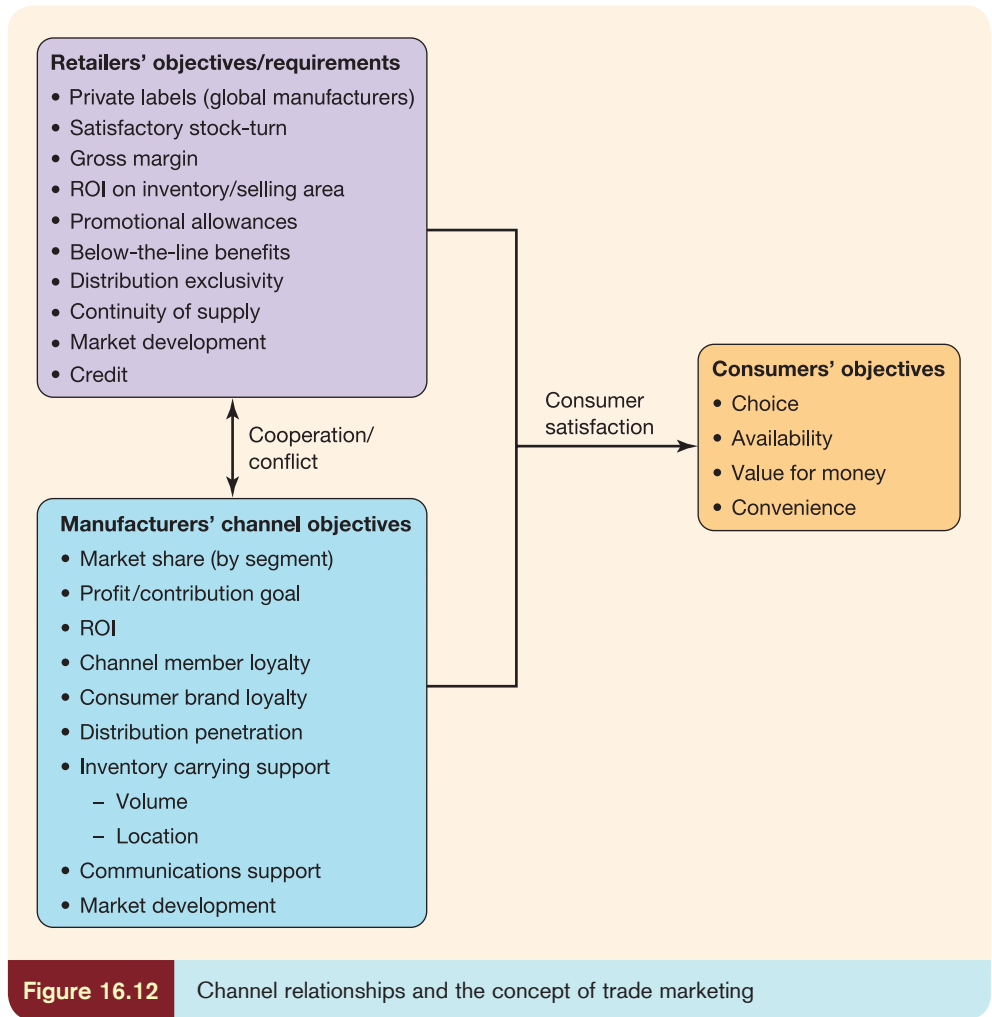 Retailers’ objectives/requirements
• Private labels (global manufacturers)
• Satisfactory stock-turn
• Gross margin
• ROI on inventory/selling area
• Promotional allowances
• Below-the-line benefits
• Distribution exclusivity
• Continuity of supply
• Market development
• Credit
Cooperation/
conflict
Manufacturers’ channel objectives
• Market share (by segment)
• Profit/contribution goal
• ROI
• Channel member loyalty
• Consumer brand loyalty
• Distribution penetration
• Inventory carrying support
– Volume
– Location
• Communications support
• Market development
Consumer
satisfaction
Consumers’ objectives
• Choice
• Availability
• Value for money
• Convenience
Figure 16.12 Channel relationships and the concept of trade marketing